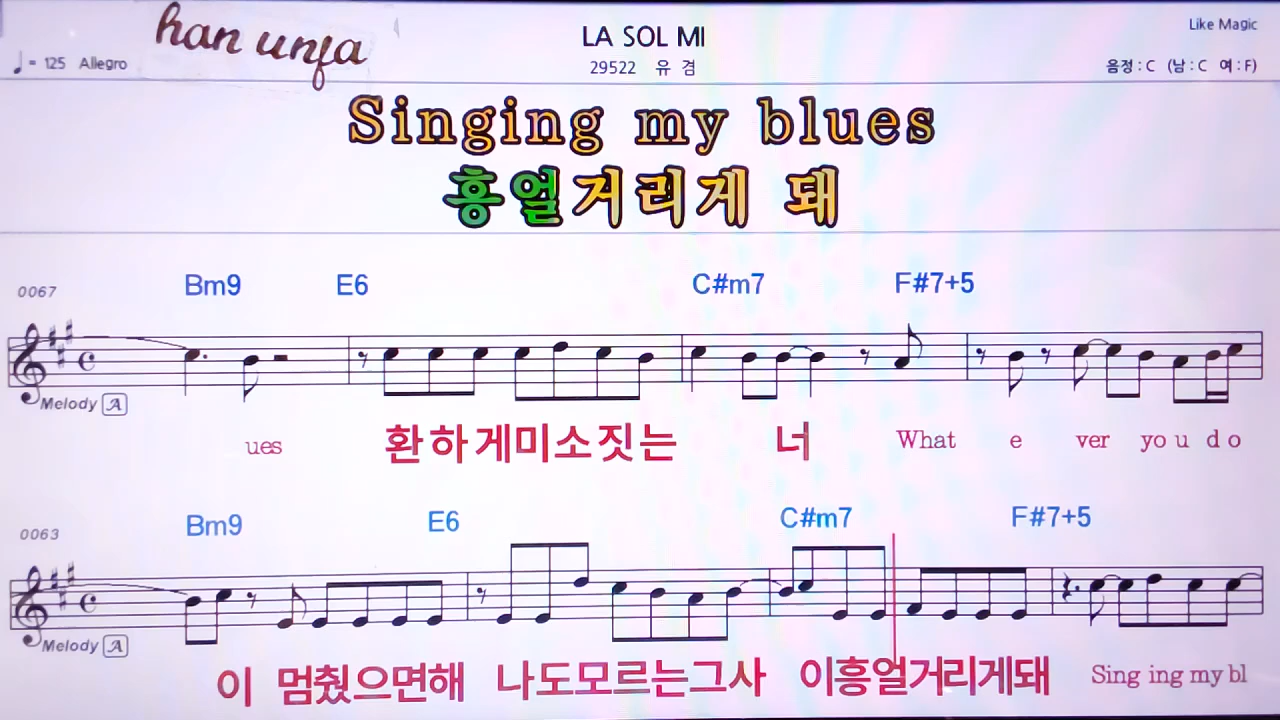 han unja
LA SOL MI
Like Magic
♩= 125 Allegro
29522 유 겸
음정 : C (남 : C 여 : F)
Singing my blues
흥얼거리게 돼
0067 Bm9 E6 C#m7 F#7+5
Melody A
ues 환하게미소짓는 너 What e ver you do
0063 Bm9 E6 C#m7 F#7+5
Melody A
이 멈췄으면해 나도모르는그사 이흥얼거리게돼 Sing ing my bl